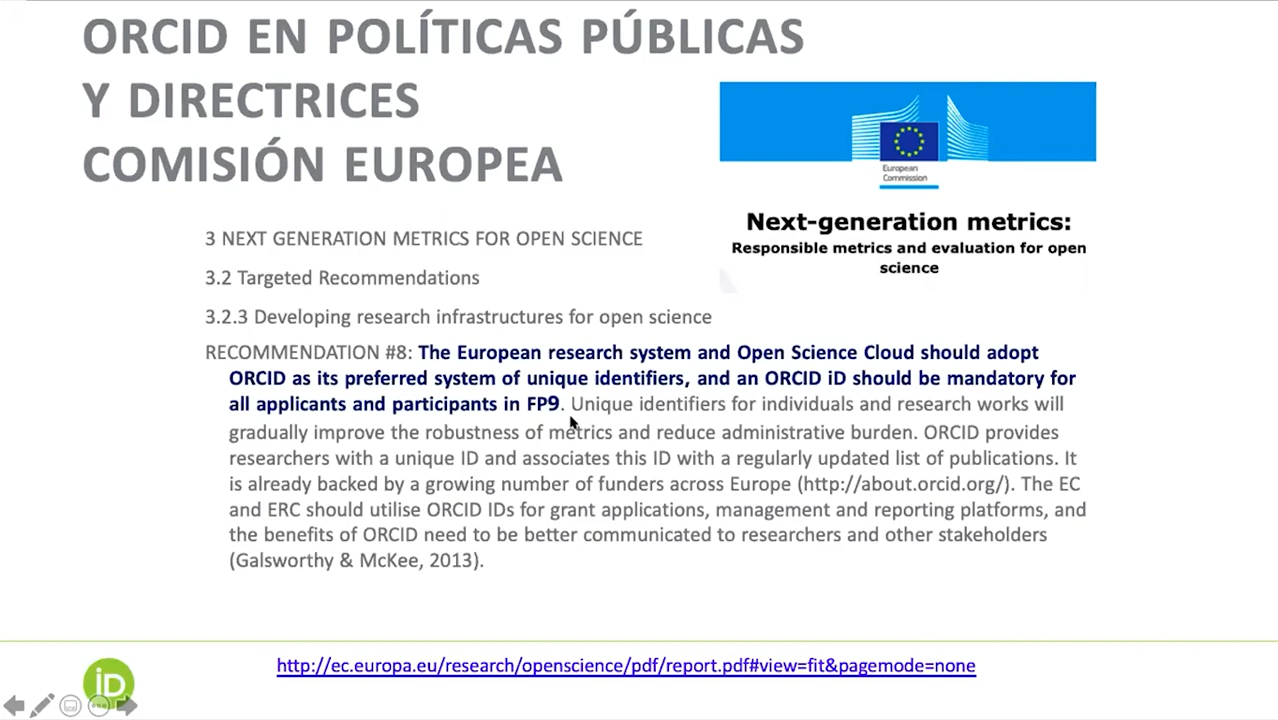 ORCID EN POLÍTICAS PÚBLICAS
Y DIRECTRICES
COMISIÓN EUROPEA
European
Commission
Next-generation metrics:
Responsible metrics and evaluation for open
science
3 NEXT GENERATION METRICS FOR OPEN SCIENCE
3.2 Targeted Recommendations
3.2.3 Developing research infrastructures for open science
RECOMMENDATION #8: The European research system and Open Science Cloud should adopt
ORCID as its preferred system of unique identifiers, and an ORCID iD should be mandatory for
all applicants and participants in FP9. Unique identifiers for individuals and research works will
gradually improve the robustness of metrics and reduce administrative burden. ORCID provides
researchers with a unique ID and associates this ID with a regularly updated list of publications. It
is already backed by a growing number of funders across Europe (http://about.orcid.org/). The EC
and ERC should utilise ORCID IDs for grant applications, management and reporting platforms, and
the benefits of ORCID need to be better communicated to researchers and other stakeholders
(Galsworthy & McKee, 2013).
iD
http://ec.europa.eu/research/openscience/pdf/report.pdf#view=fit&pagemode=none